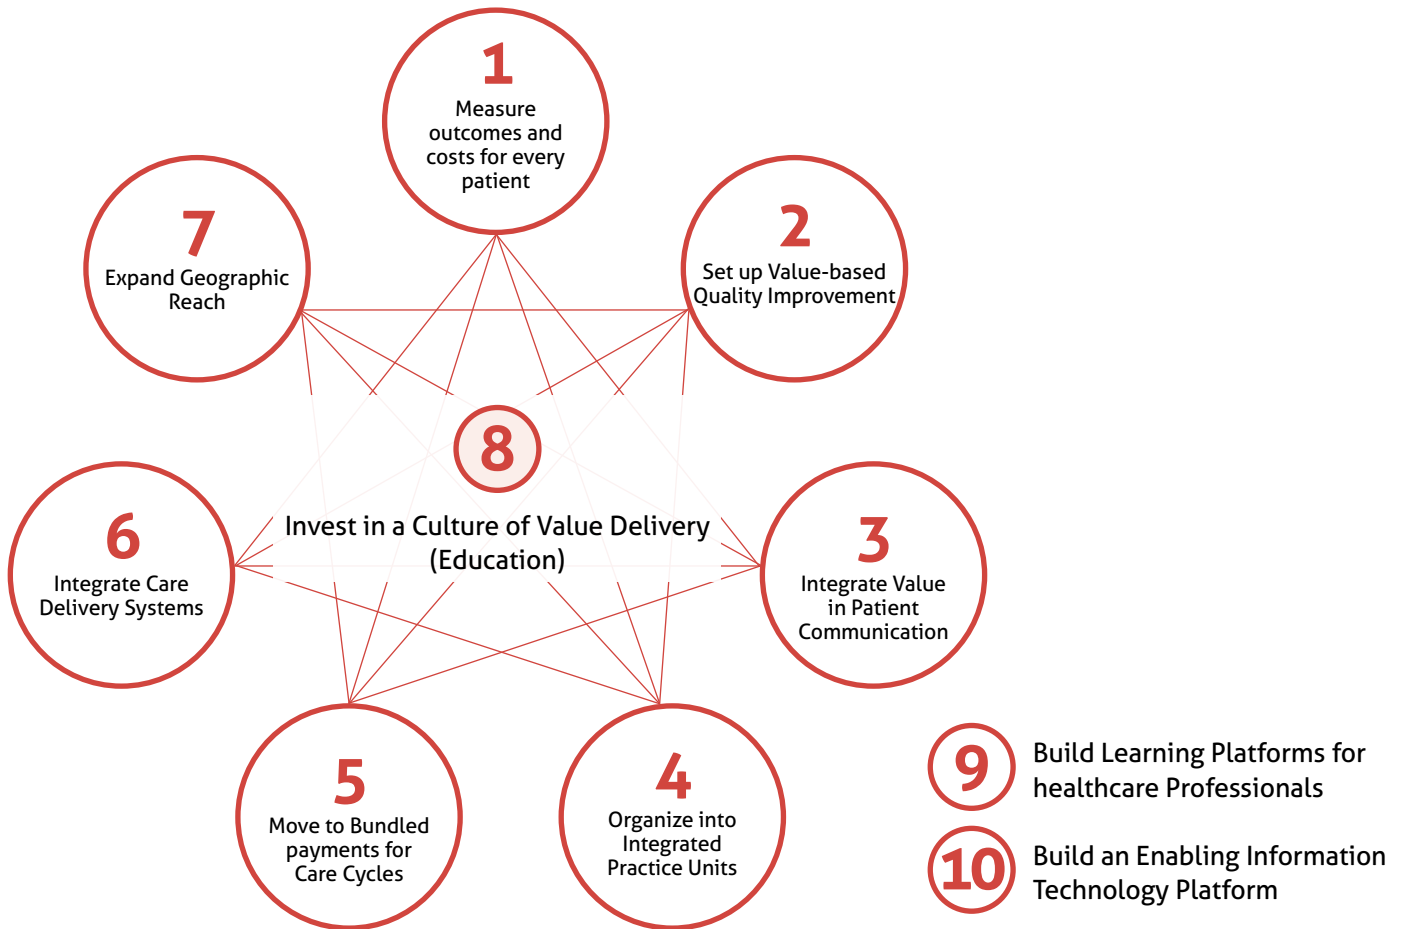 1
Measure
outcomes and
costs for every
patient
2
Set up Value-based
Quality Improvement
3
Integrate Value
in Patient
Communication
4
Organize into
Integrated
Practice Units
5
Move to Bundled
payments for
Care Cycles
6
Integrate Care
Delivery Systems
7
Expand Geographic
Reach
8
Invest in a Culture of Value Delivery
(Education)
9
Build Learning Platforms for
healthcare Professionals
10
Build an Enabling Information
Technology Platform